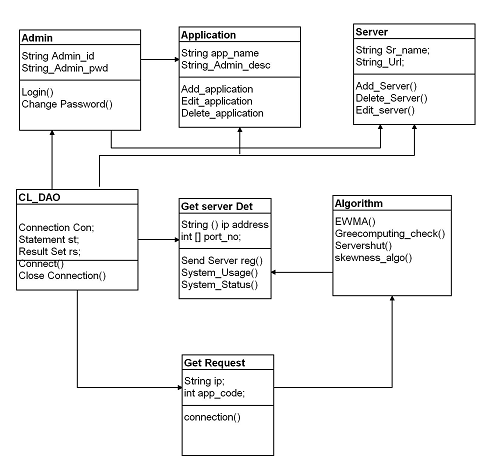 Admin
String Admin_id
String_Admin_pwd
Login()
Change Password()
Application
String app_name
String_Admin_desc
Add_application
Edit_application
Delete_application
Server
String Sr_name;
String_Url;
Add_Server()
Delete_Server()
Edit_server()
CL_DAO
Connection Con;
Statement st;
Result Set rs;
Connect()
Close Connection()
Get server Det
String () ip address
int [] port_no;
Send Server reg()
System_Usage()
System_Status()
Algorithm
EWMA()
Greecomputing_check()
Servershut()
skewness_algo()
Get Request
String ip;
int app_code;
connection()